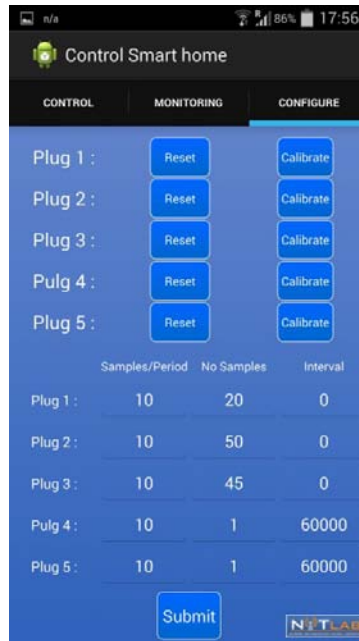 n/a R 86% 17:56
Control Smart home
CONTROL MONITORING CONFIGURE
Plug 1 : Reset Calibrate
Plug 2 : Reset Calibrate
Plug 3 : Reset Calibrate
Pulg 4 : Reset Calibrate
Plug 5 : Reset Calibrate
Samples/Period No Samples Interval
Plug 1 : 10 20 0
Plug 2 : 10 50 0
Plug 3 : 10 45 0
Pulg 4 : 10 1 60000
Plug 5 : 10 1 60000
Submit
NITLAB